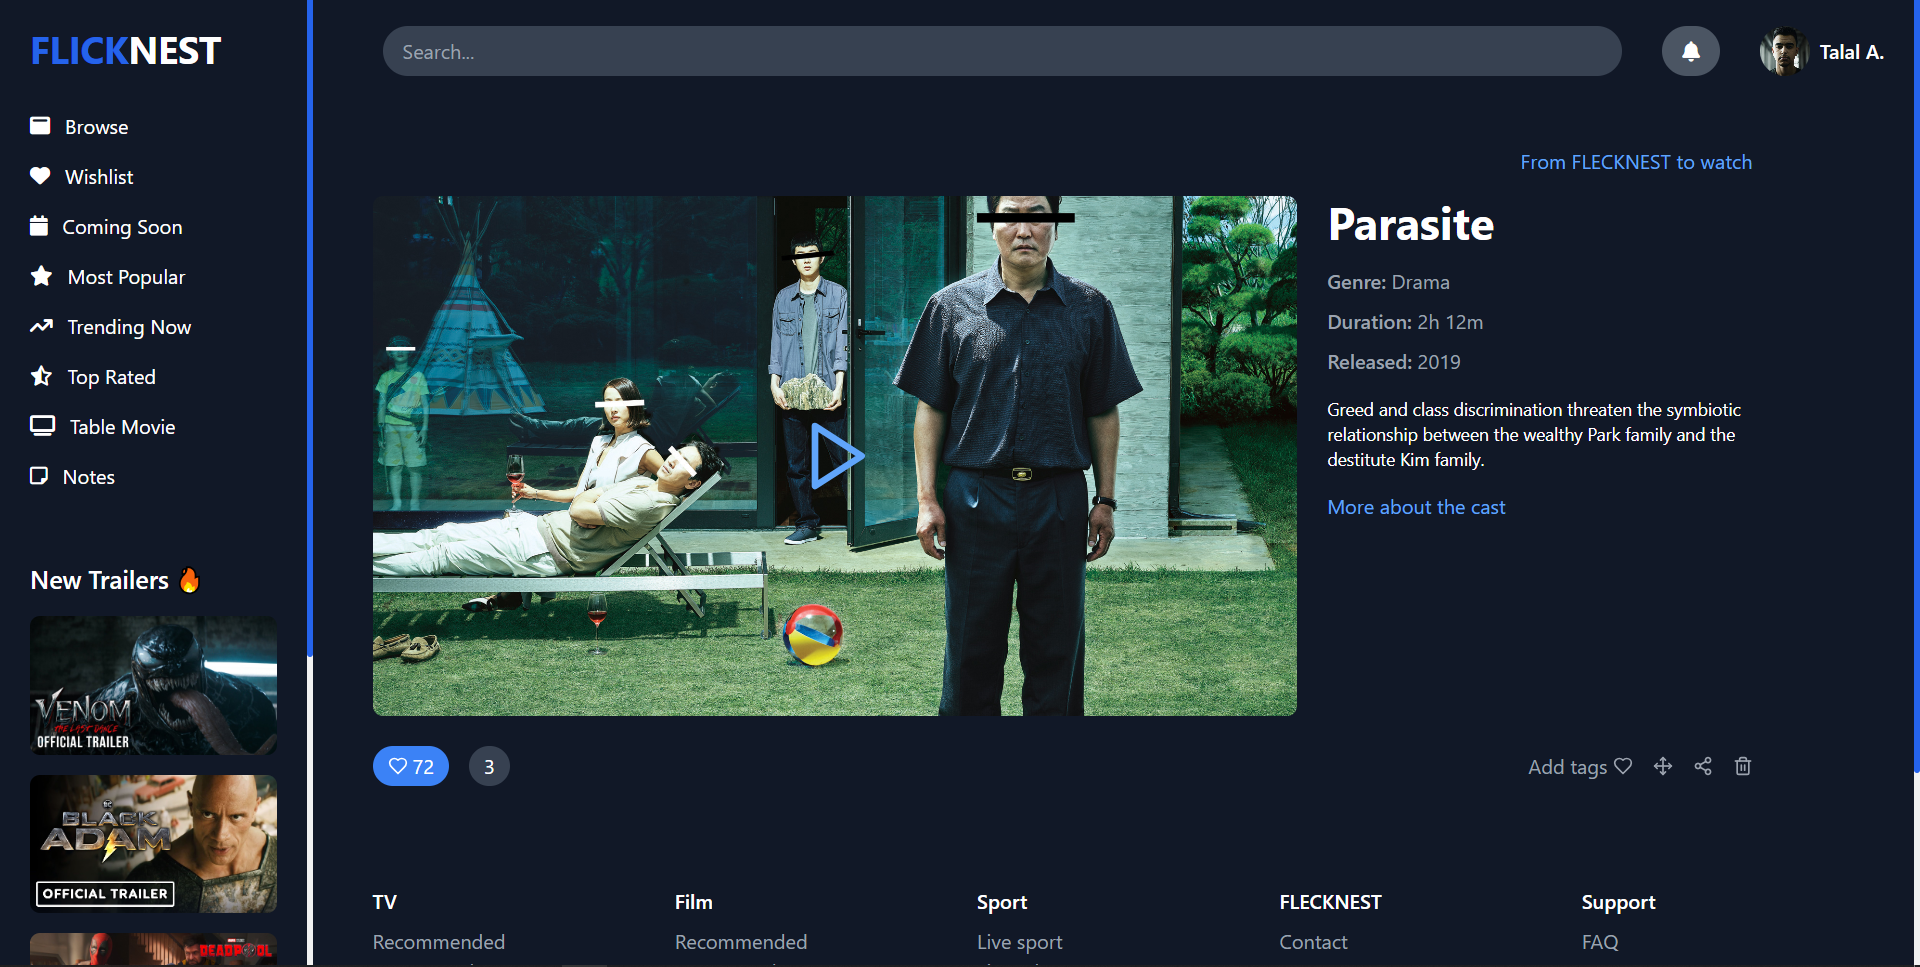 FLICKNEST
Search...
Talal A.
Browse
Wishlist
Coming Soon
Most Popular
Trending Now
Top Rated
Table Movie
Notes
New Trailers 🔥
VENOM
THE LAST DANCE
OFFICIAL TRAILER
DC
BLACK
ADAM
OFFICIAL TRAILER
DEADPOOL
From FLECKNEST to watch
Parasite
Genre: Drama
Duration: 2h 12m
Released: 2019
Greed and class discrimination threaten the symbiotic
relationship between the wealthy Park family and the
destitute Kim family.
More about the cast
72
3
Add tags
TV
Film
Sport
FLECKNEST
Support
Recommended
Recommended
Live sport
Contact
FAQ